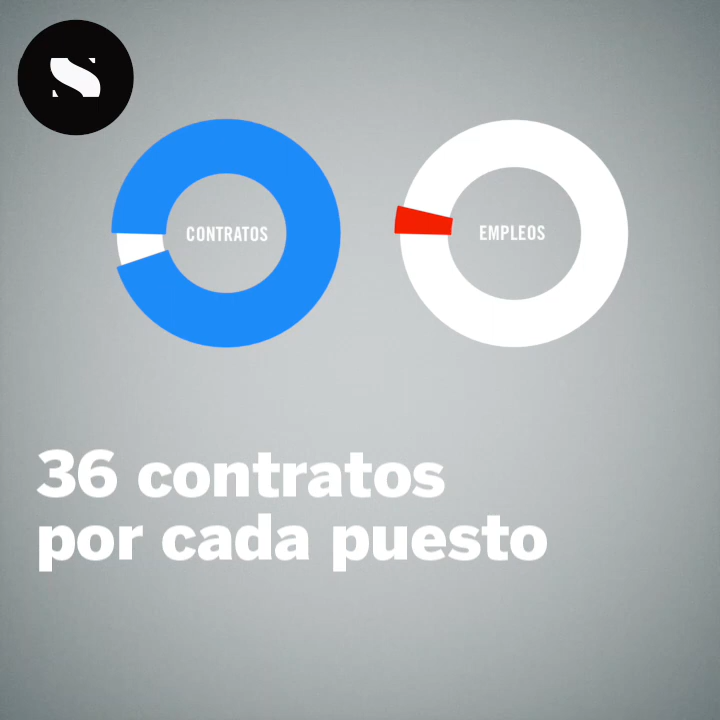 S
CONTRATOS
EMPLEOS
36 contratos
por cada puesto